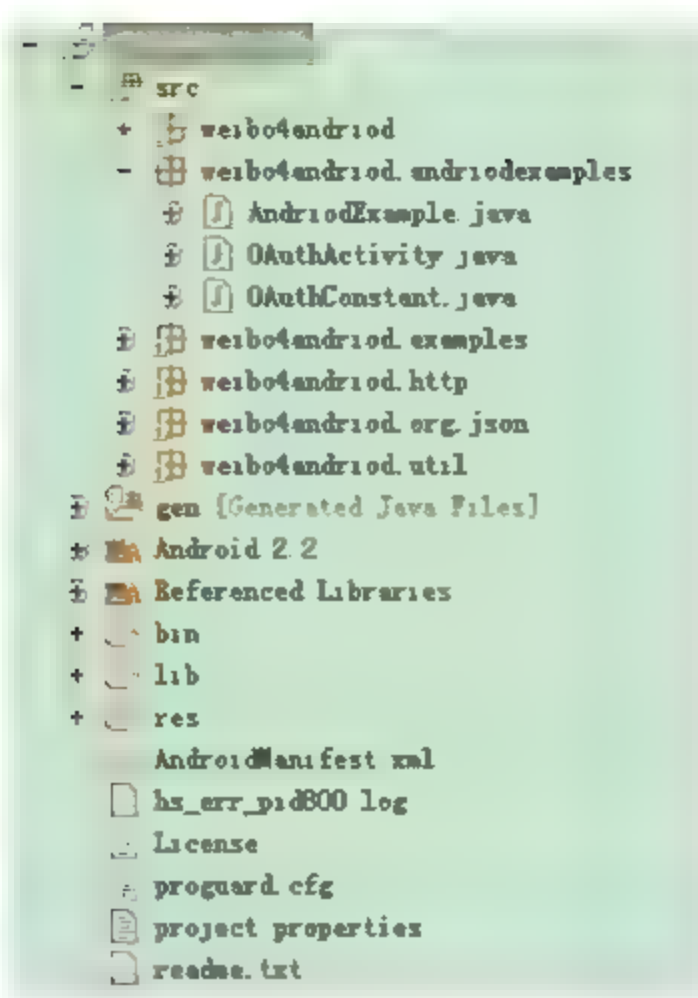 src
weibo4andriod
weibo4andriod.andriodexamples
AndriodExample.java
OAuthActivity.java
OAuthConstant.java
weibo4andriod.examples
weibo4andriod.http
weibo4andriod.org.json
weibo4andriod.util
gen [Generated Java Files]
Android 2.2
Referenced Libraries
bin
lib
res
AndroidManifest.xml
hs_err_pid800.log
License
proguard.cfg
project.properties
readme.txt